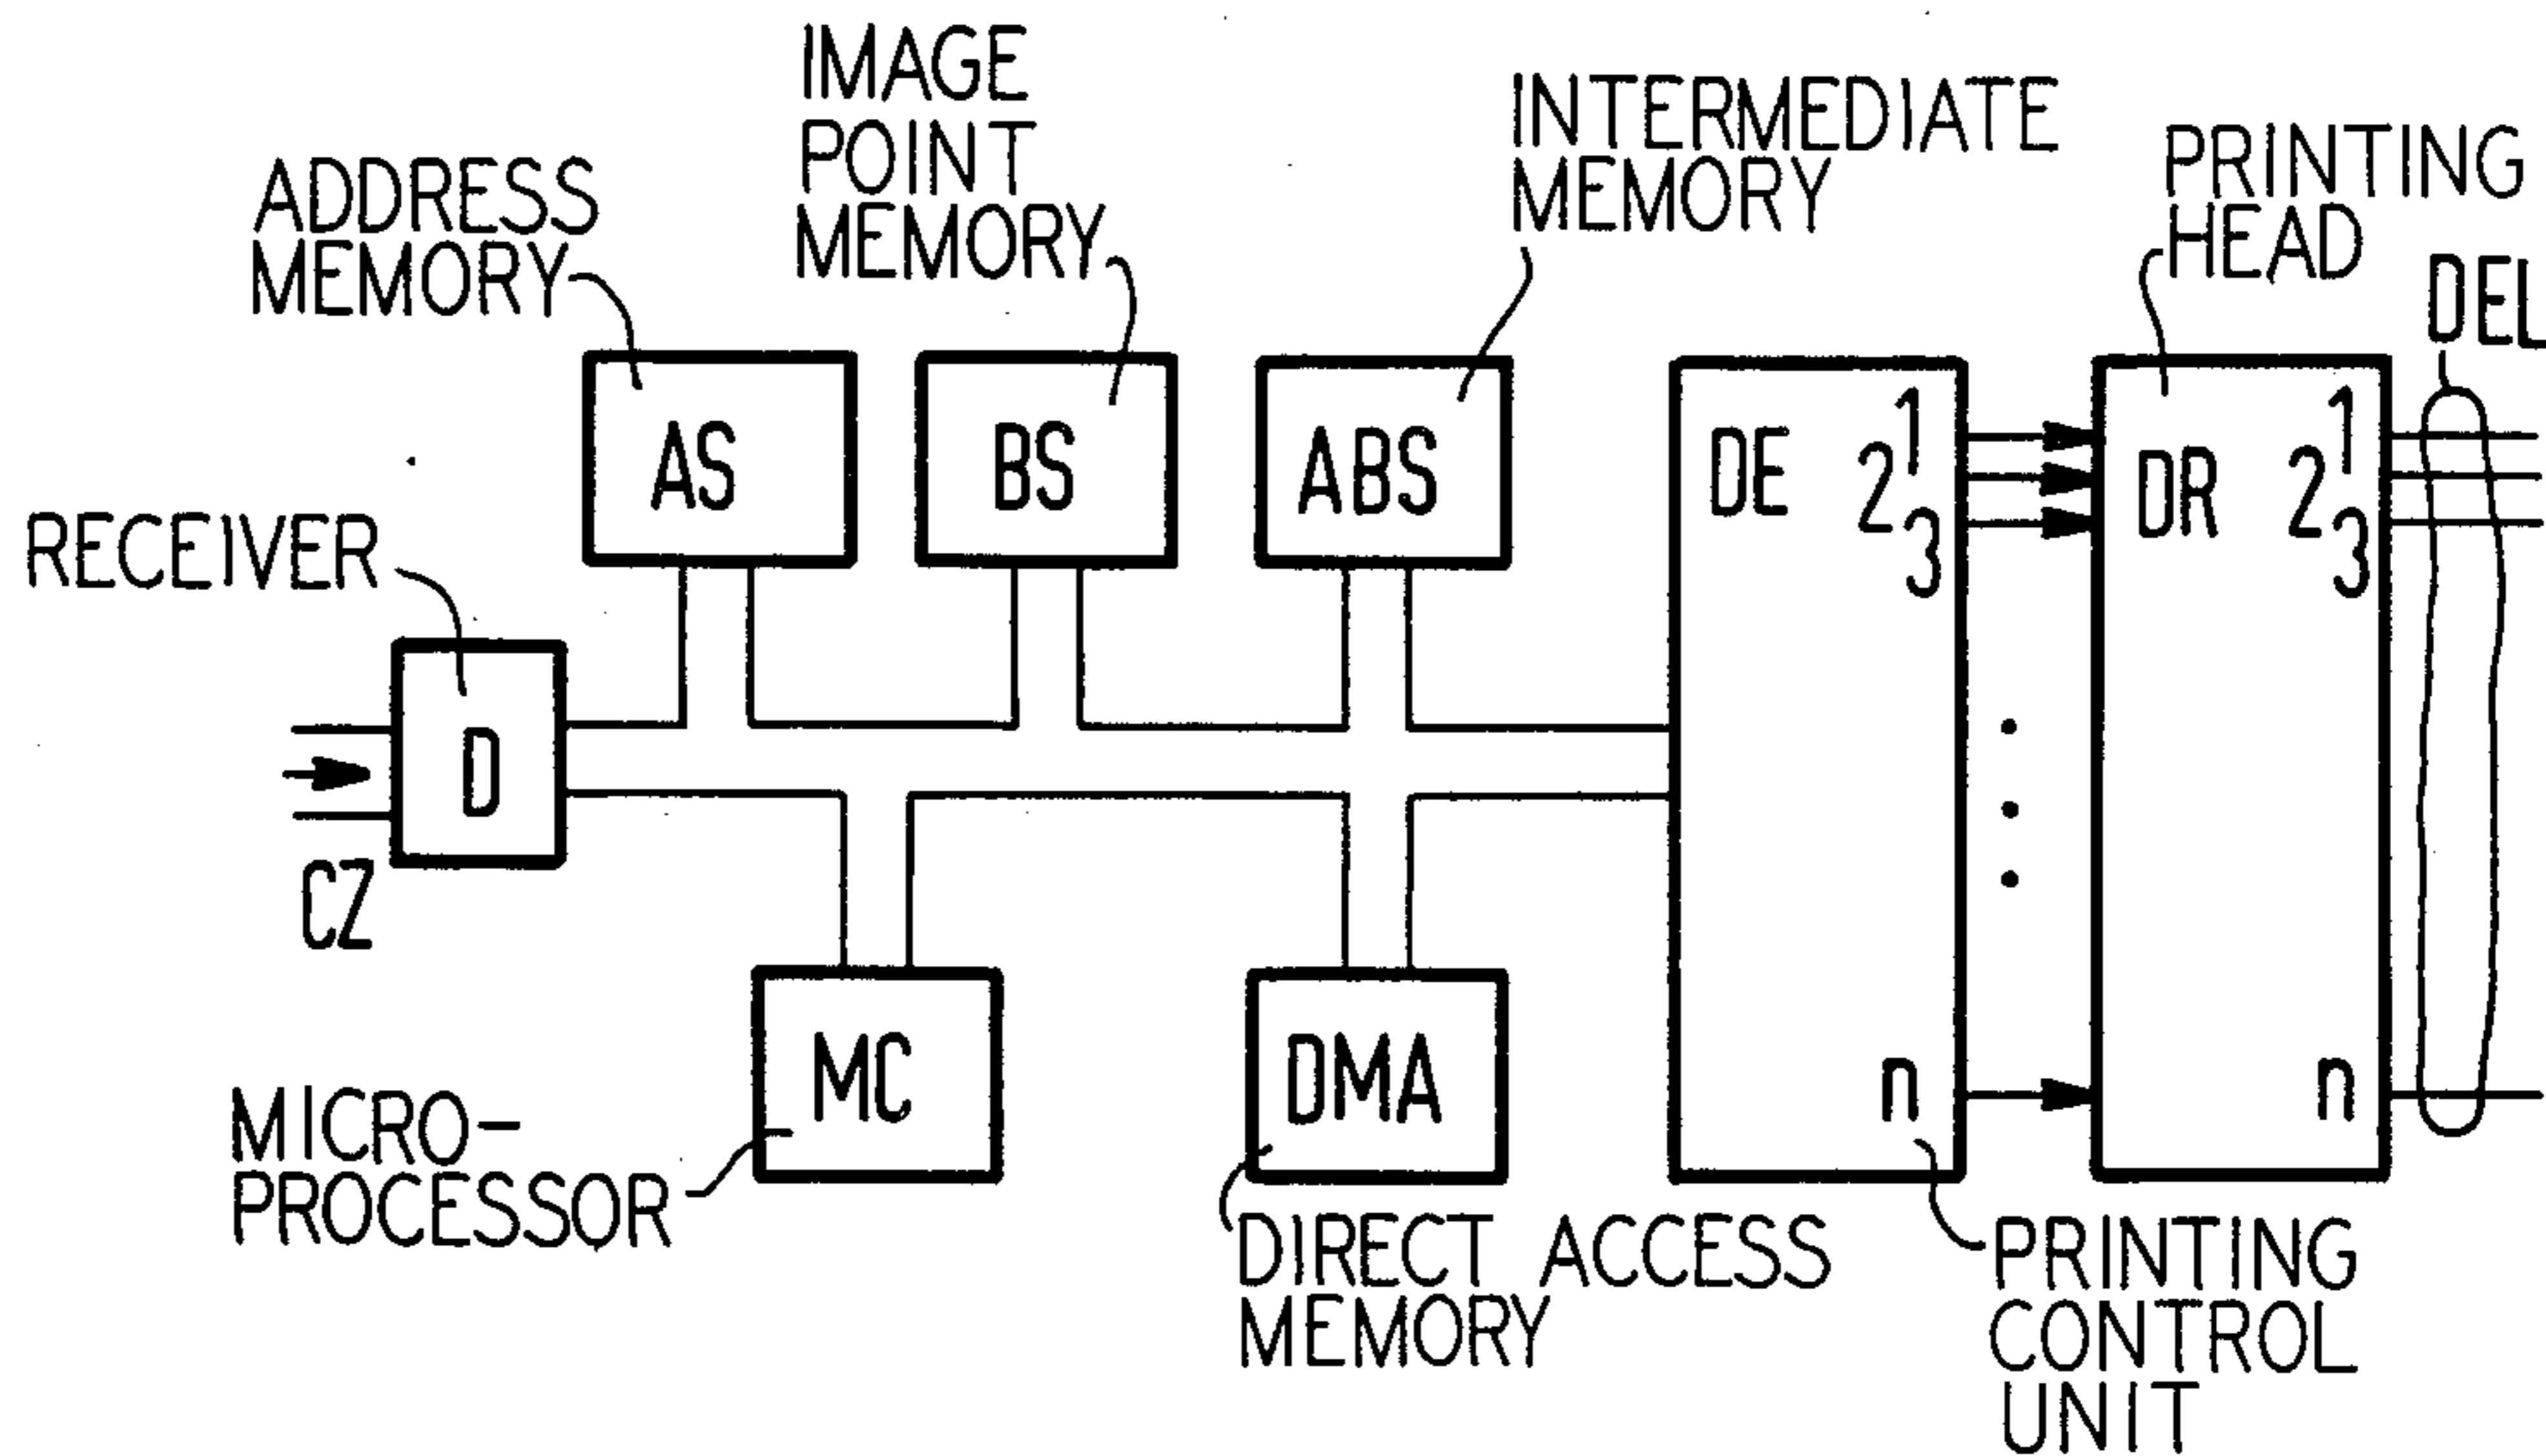 IMAGE
POINT
MEMORY
INTERMEDIATE
MEMORY
ADDRESS
MEMORY
PRINTING
HEAD
DEL
RECEIVER
AS
BS
ABS
DE
1
2
3
DR
1
2
3
D
CZ
MC
DMA
n
n
MICRO-
PROCESSOR
DIRECT ACCESS
MEMORY
PRINTING
CONTROL
UNIT